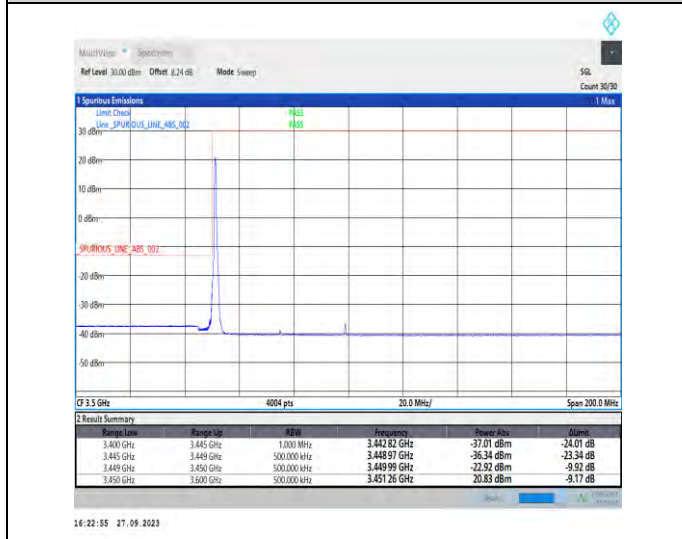 MultiView Spectrum
Ref Level 30.00 dBm Offset 8.24 dB Mode Sweep SGL
Count 30/30
1 Spurious Emissions 1 Max
Limit Check PASS
Line _SPURIOUS_LINE_ABS_002 PASS
30 dBm
20 dBm
10 dBm
0 dBm
_SPURIOUS_LINE_ABS_002
-20 dBm
-30 dBm
-40 dBm
-50 dBm
CF 3.5 GHz 4004 pts 20.0 MHz/ Span 200.0 MHz
2 Result Summary
Range Low Range Up RBW Frequency Power Abs ΔLimit
3.400 GHz 3.445 GHz 1.000 MHz 3.442 82 GHz -37.01 dBm -24.01 dB
3.445 GHz 3.449 GHz 500.000 kHz 3.448 97 GHz -36.34 dBm -23.34 dB
3.449 GHz 3.450 GHz 500.000 kHz 3.449 99 GHz -22.92 dBm -9.92 dB
3.450 GHz 3.600 GHz 500.000 kHz 3.451 26 GHz 20.83 dBm -9.17 dB
16:22:55 27.09.2023